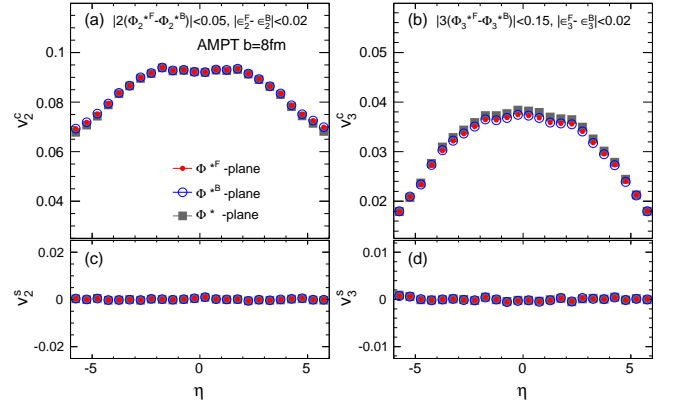 (a) |2(Φ₂*ᶠ-Φ₂*ᴮ)|<0.05, |ϵ₂ᶠ- ϵ₂ᴮ|<0.02
(b) |3(Φ₃*ᶠ-Φ₃*ᴮ)|<0.15, |ϵ₃ᶠ- ϵ₃ᴮ|<0.02
AMPT b=8fm
0.1
0.08
0.06
v₂ᶜ
Φ *ᶠ -plane
Φ *ᴮ -plane
Φ * -plane
0.05
0.04
0.03
0.02
v₃ᶜ
(c)
0.02
0
-0.02
v₂ˢ
-5 0 5
η
(d)
0.01
0
-0.01
v₃ˢ
-5 0 5
η